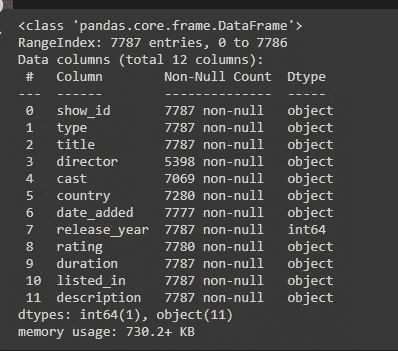 <class 'pandas.core.frame.DataFrame'>
RangeIndex: 7787 entries, 0 to 7786
Data columns (total 12 columns):
 #   Column        Non-Null Count  Dtype
---  ------        --------------  -----
 0   show_id       7787 non-null   object
 1   type          7787 non-null   object
 2   title         7787 non-null   object
 3   director      5398 non-null   object
 4   cast          7069 non-null   object
 5   country       7280 non-null   object
 6   date_added    7777 non-null   object
 7   release_year  7787 non-null   int64
 8   rating        7780 non-null   object
 9   duration      7787 non-null   object
 10  listed_in     7787 non-null   object
 11  description   7787 non-null   object
dtypes: int64(1), object(11)
memory usage: 730.2+ KB